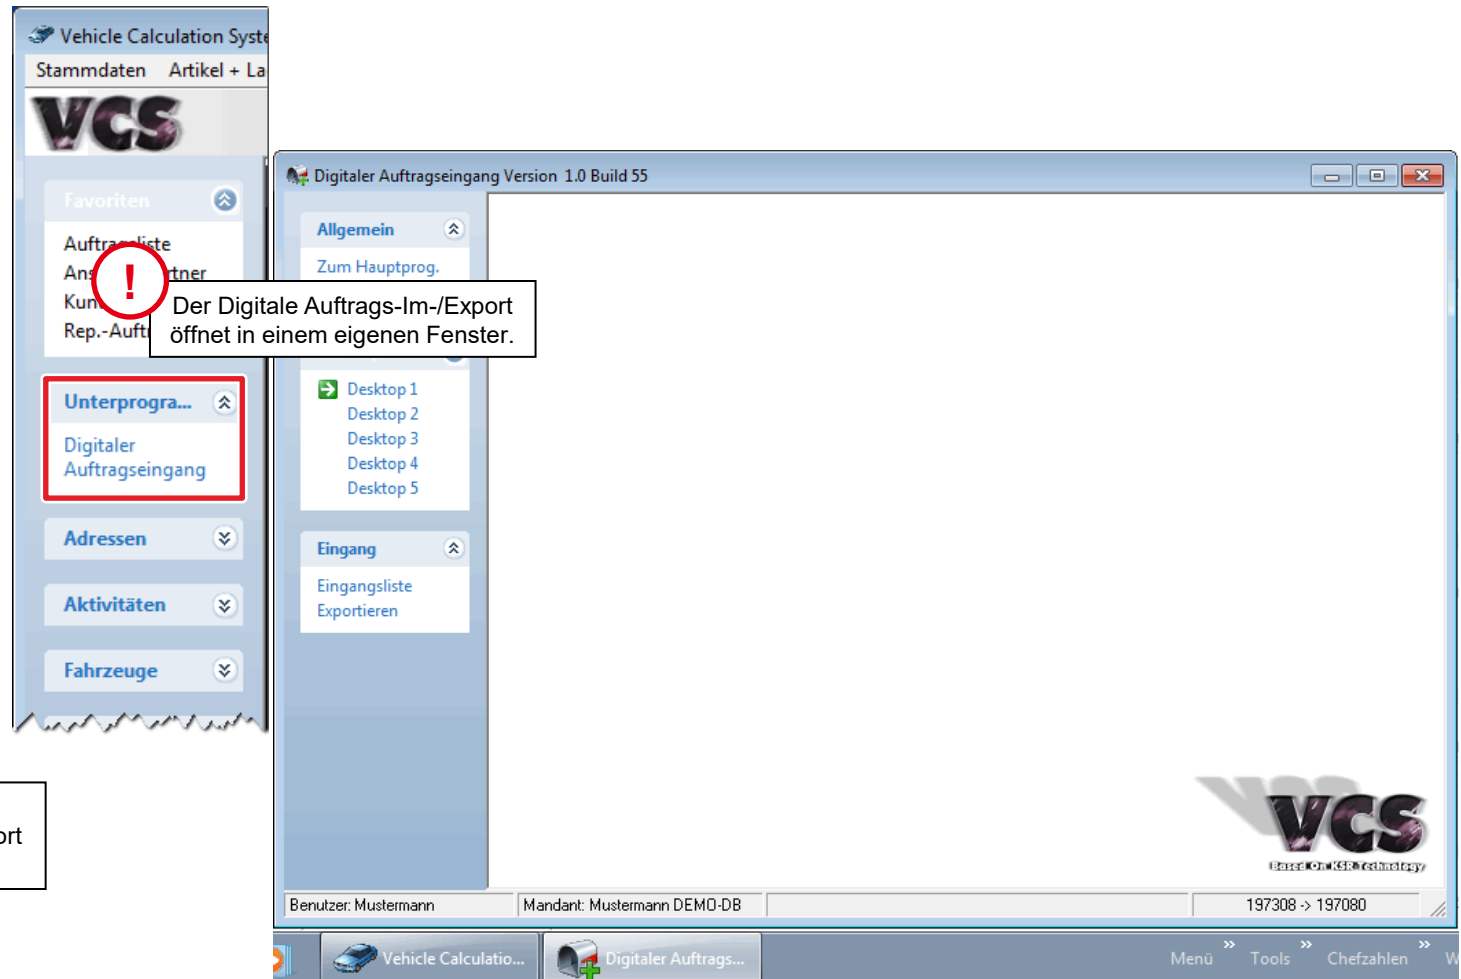 Vehicle Calculation Syste
Stammdaten Artikel + La
VCS
Favoriten
Auftragsliste
Kun
Rep.-Auft
Unterprogra...
Digitaler
Auftragseingang
Adressen
Aktivitäten
Fahrzeuge
!
Der Digitale Auftrags-Im-/Export
öffnet in einem eigenen Fenster.
ort
Digitaler Auftragseingang Version 1.0 Build 55
Allgemein
Zum Hauptprog.
Desktop 1
Desktop 2
Desktop 3
Desktop 4
Desktop 5
Eingang
Eingangsliste
Exportieren
VCS
Based On KSR Technology
Benutzer: Mustermann
Mandant: Mustermann DEMO-DB
197308 -> 197080
Vehicle Calculatio...
Digitaler Auftrags...
Menü
Tools
Chefzahlen
W